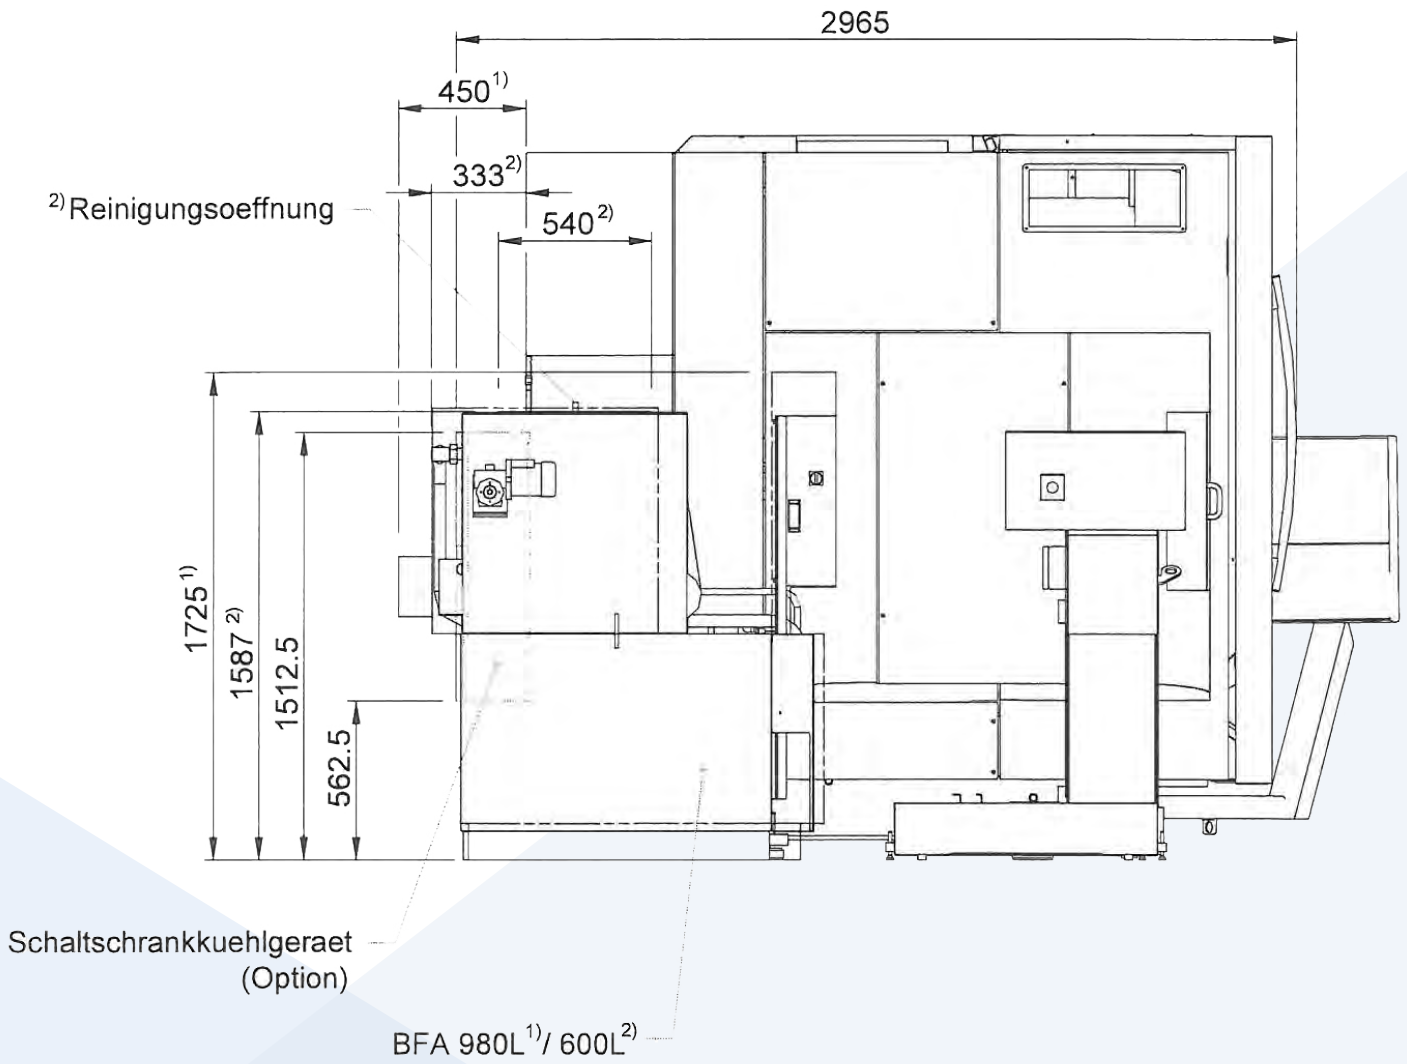 2965
450¹⁾
333²⁾
²⁾Reinigungsoeffnung
540²⁾
1725¹⁾
1587²⁾
1512.5
562.5
Schaltschrankkuehlgeraet
(Option)
BFA 980L¹⁾/ 600L²⁾